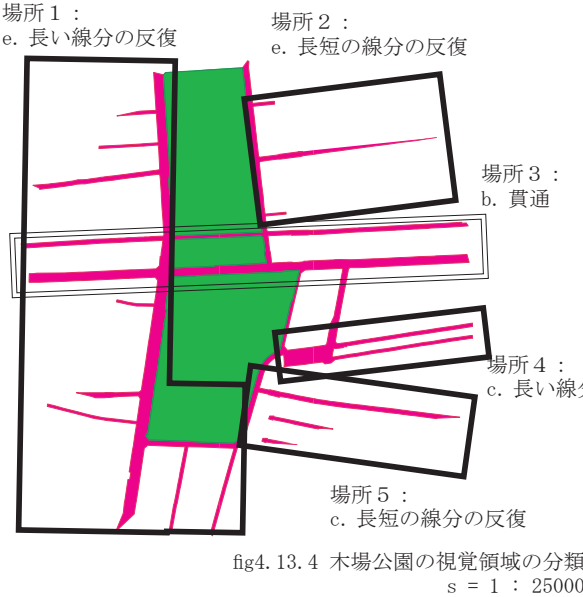 場所１：
e. 長い線分の反復
場所２：
e. 長短の線分の反復
場所３：
b. 貫通
場所４：
c. 長い線分
場所５：
c. 長短の線分の反復
fig4.13.4 木場公園の視覚領域の分類
s = 1 : 25000